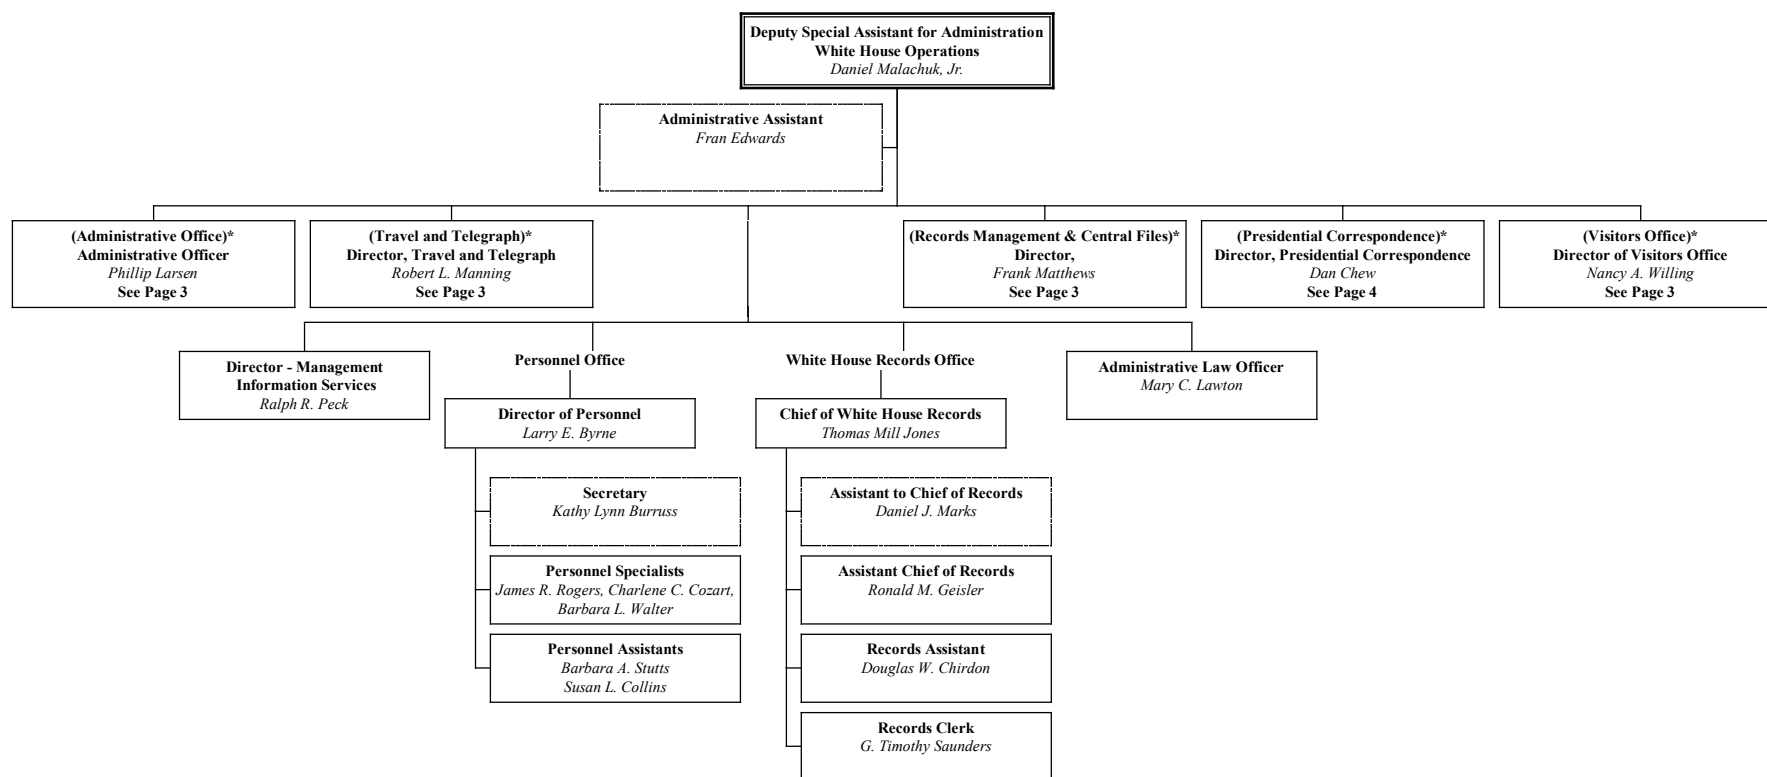 Deputy Special Assistant for Administration
White House Operations
Daniel Malachuk, Jr.
Administrative Assistant
Fran Edwards
(Administrative Office)*
Administrative Officer
Phillip Larsen
See Page 3
(Travel and Telegraph)*
Director, Travel and Telegraph
Robert L. Manning
See Page 3
(Records Management & Central Files)*
Director,
Frank Matthews
See Page 3
(Presidential Correspondence)*
Director, Presidential Correspondence
Dan Chew
See Page 4
(Visitors Office)*
Director of Visitors Office
Nancy A. Willing
See Page 3
Director - Management
Information Services
Ralph R. Peck
Personnel Office
Director of Personnel
Larry E. Byrne
Secretary
Kathy Lynn Burruss
Personnel Specialists
James R. Rogers, Charlene C. Cozart,
Barbara L. Walter
Personnel Assistants
Barbara A. Stutts
Susan L. Collins
White House Records Office
Chief of White House Records
Thomas Mill Jones
Assistant to Chief of Records
Daniel J. Marks
Assistant Chief of Records
Ronald M. Geisler
Records Assistant
Douglas W. Chirdon
Records Clerk
G. Timothy Saunders
Administrative Law Officer
Mary C. Lawton